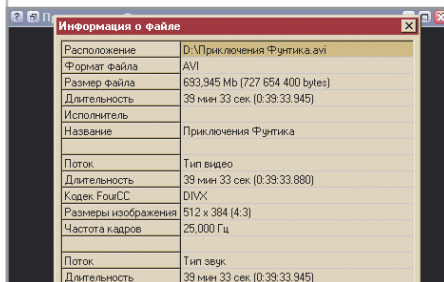 Информация о файле
Расположение D:\Приключения Фунтика.avi
Формат файла AVI
Размер файла 693,945 Mb (727 654 400 bytes)
Длительность 39 мин 33 сек (0:39:33.945)
Исполнитель
Название Приключения Фунтика
Поток Тип видео
Длительность 39 мин 33 сек (0:39:33.880)
Кодек FourCC DIVX
Размеры изображения 512 x 384 (4:3)
Частота кадров 25,000 Гц
Поток Тип звук
Длительность 39 мин 33 сек (0:39:33.945)